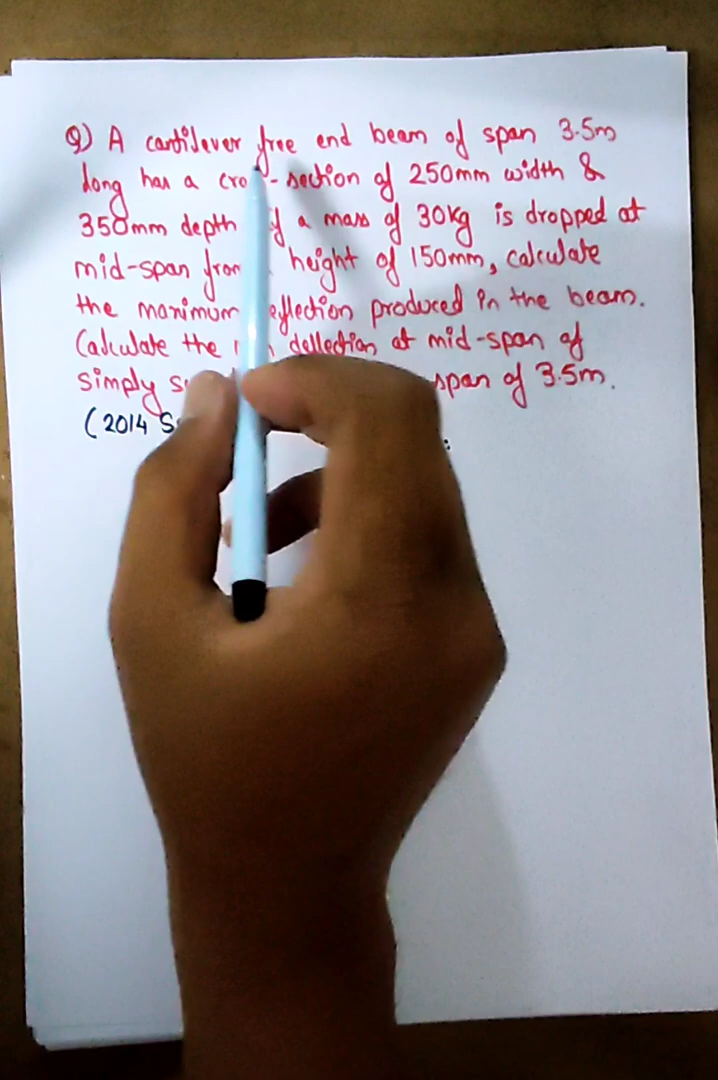 Q) A cantilever free end beam of span 3.5m
long has a cro -section of 250mm width &
350mm depth if a mass of 30kg is dropped at
mid-span from height of 150mm, calculate
the maximum eflection produced in the beam.
Calculate the deflection at mid-span of
simply span of 3.5m.
(2014